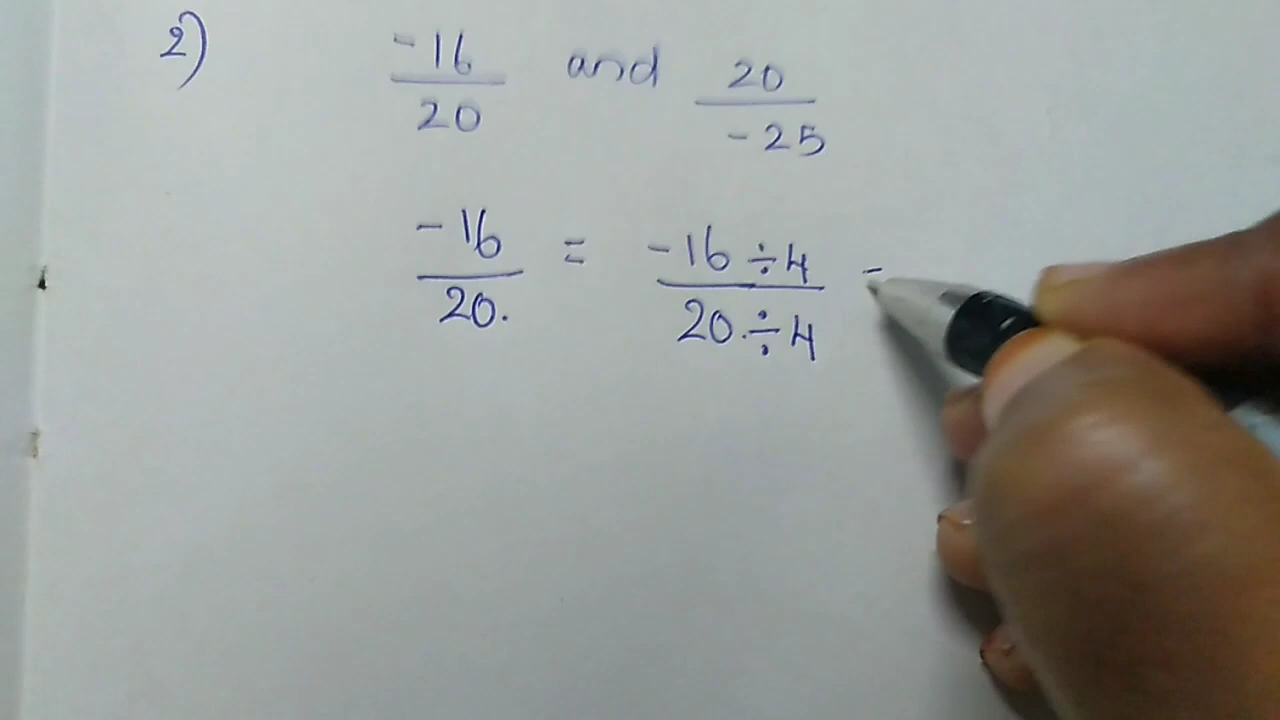 2) -16/20 and 20/-25
-16/20. = -16÷4/20.÷4 =